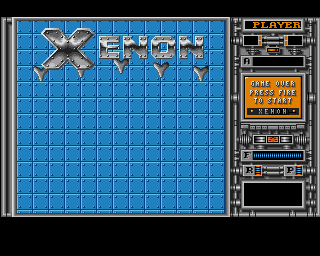 XENON
PLAYER
A
GAME OVER
PRESS FIRE
TO START
XENON
F
R P